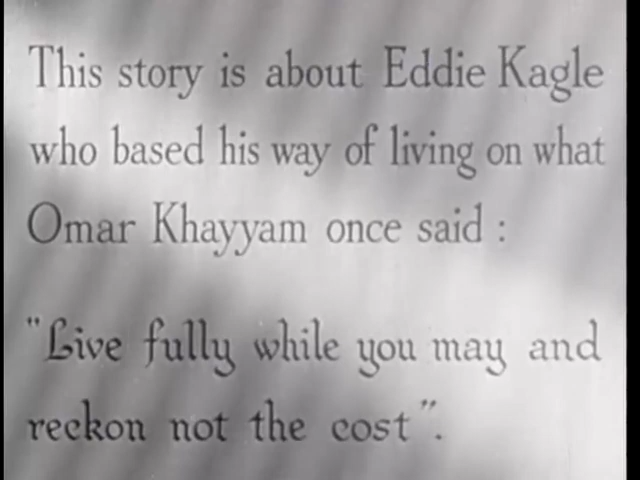 This story is about Eddie Kagle
who based his way of living on what
Omar Khayyam once said :
"Live fully while you may and
reckon not the cost".